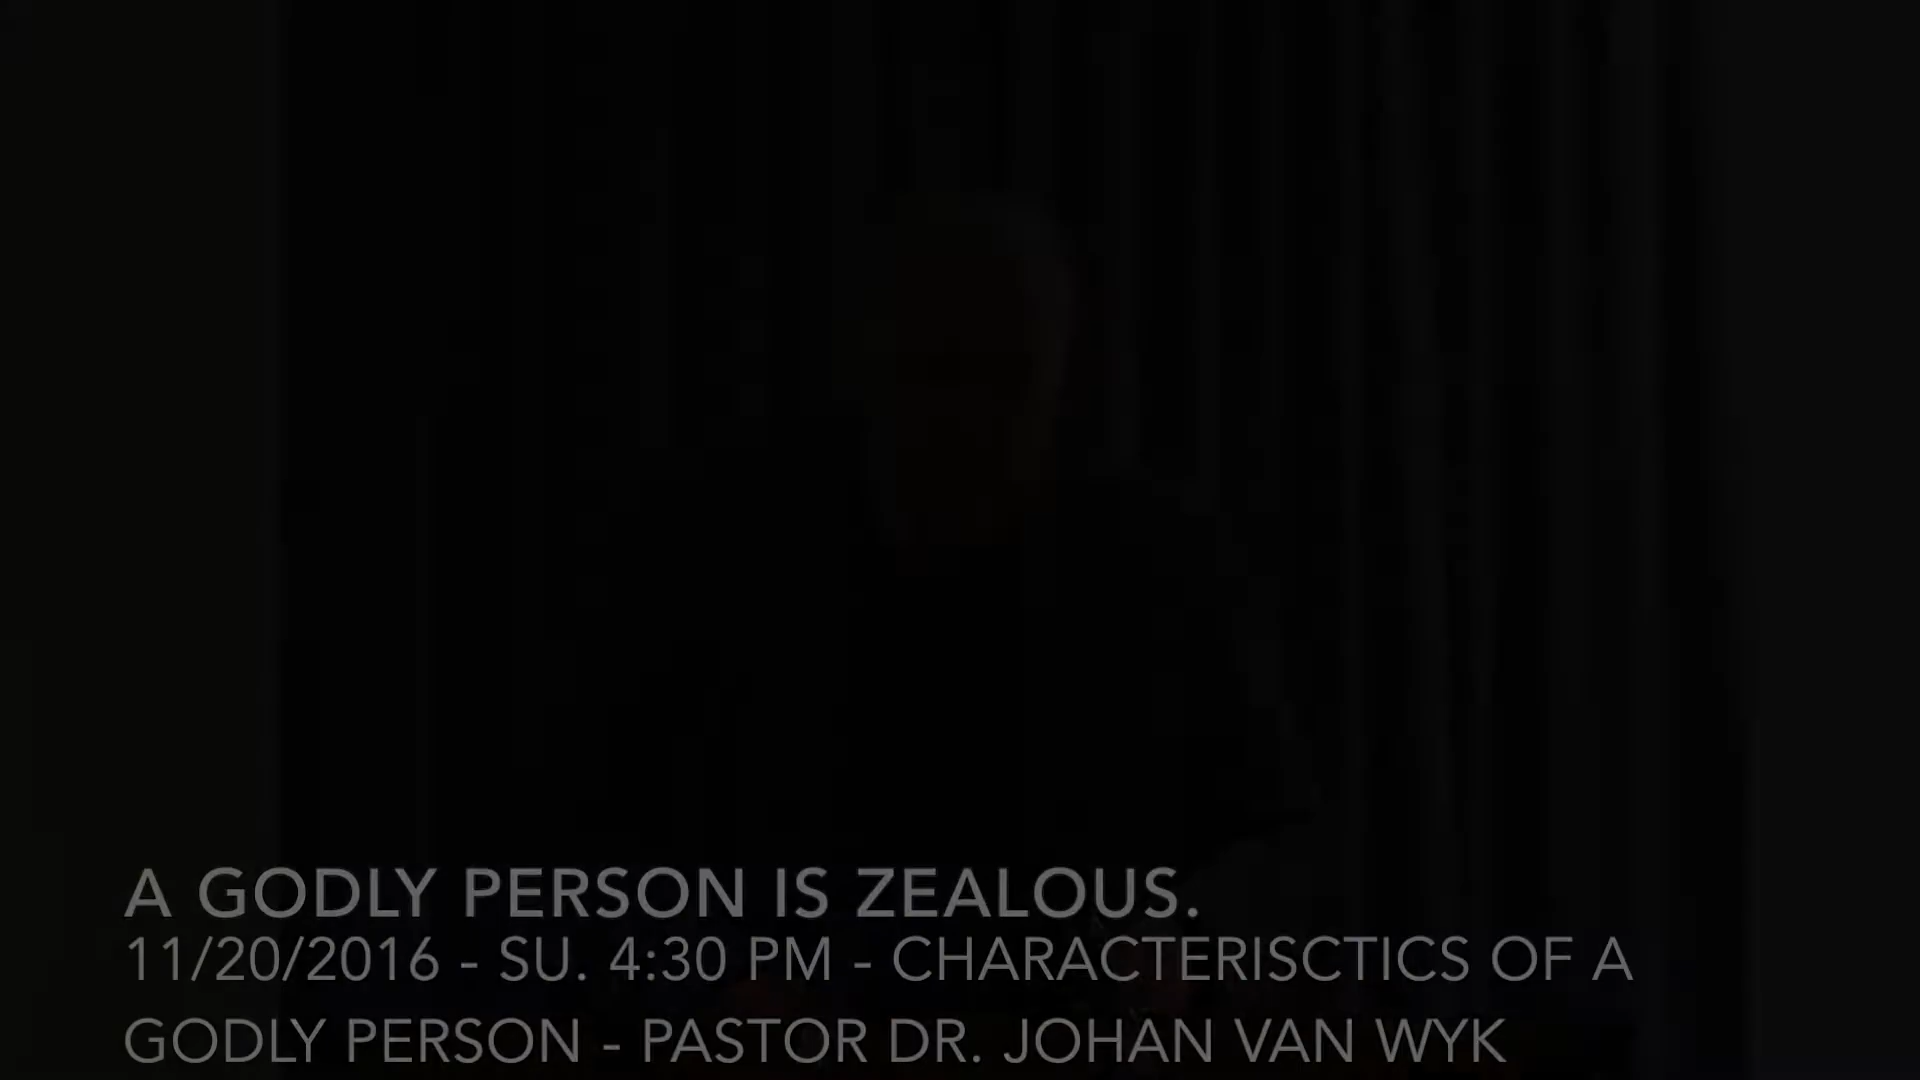 A GODLY PERSON IS ZEALOUS.
11/20/2016 - SU. 4:30 PM - CHARACTERISCTICS OF A
GODLY PERSON - PASTOR DR. JOHAN VAN WYK